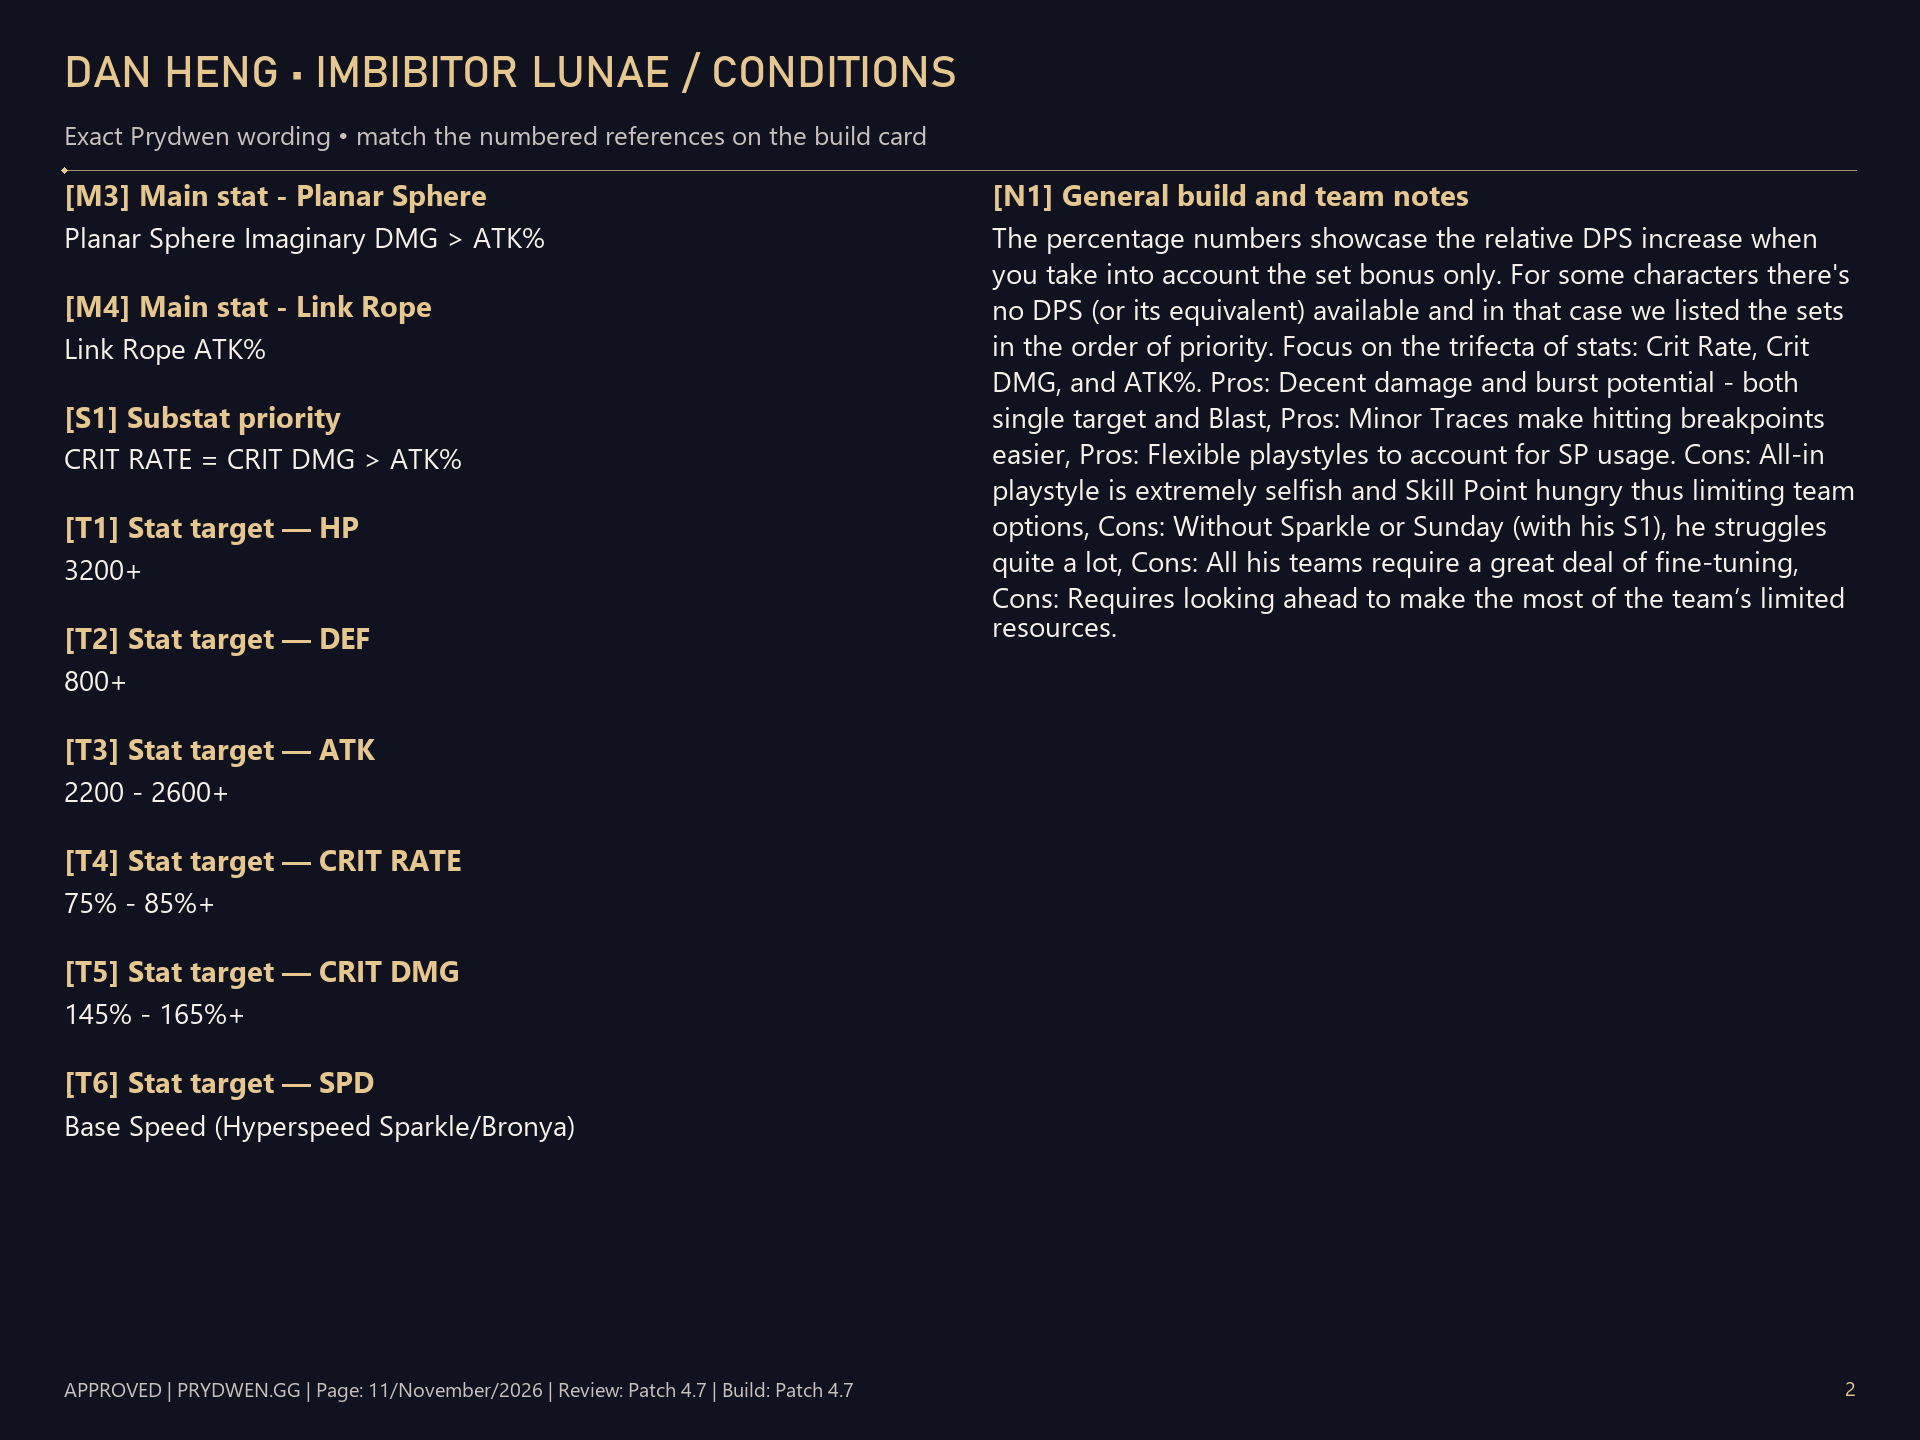 DAN HENG • IMBIBITOR LUNAE / CONDITIONS
Exact Prydwen wording • match the numbered references on the build card
[M3] Main stat - Planar Sphere
Planar Sphere Imaginary DMG > ATK%
[M4] Main stat - Link Rope
Link Rope ATK%
[S1] Substat priority
CRIT RATE = CRIT DMG > ATK%
[T1] Stat target — HP
3200+
[T2] Stat target — DEF
800+
[T3] Stat target — ATK
2200 - 2600+
[T4] Stat target — CRIT RATE
75% - 85%+
[T5] Stat target — CRIT DMG
145% - 165%+
[T6] Stat target — SPD
Base Speed (Hyperspeed Sparkle/Bronya)
[N1] General build and team notes
The percentage numbers showcase the relative DPS increase when
you take into account the set bonus only. For some characters there's
no DPS (or its equivalent) available and in that case we listed the sets
in the order of priority. Focus on the trifecta of stats: Crit Rate, Crit
DMG, and ATK%. Pros: Decent damage and burst potential - both
single target and Blast, Pros: Minor Traces make hitting breakpoints
easier, Pros: Flexible playstyles to account for SP usage. Cons: All-in
playstyle is extremely selfish and Skill Point hungry thus limiting team
options, Cons: Without Sparkle or Sunday (with his S1), he struggles
quite a lot, Cons: All his teams require a great deal of fine-tuning,
Cons: Requires looking ahead to make the most of the team’s limited
resources.
APPROVED | PRYDWEN.GG | Page: 11/November/2026 | Review: Patch 4.7 | Build: Patch 4.7
2